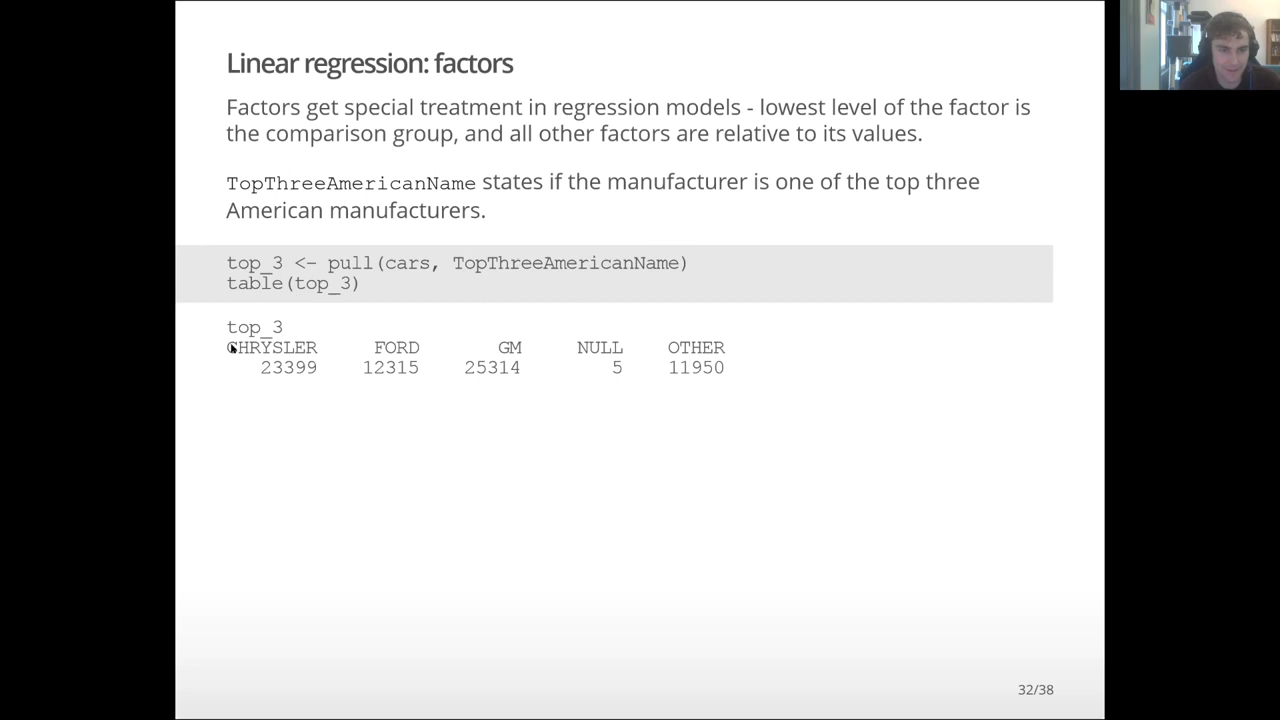 Linear regression: factors
Factors get special treatment in regression models - lowest level of the factor is
the comparison group, and all other factors are relative to its values.
TopThreeAmericanName states if the manufacturer is one of the top three
American manufacturers.
top_3 <- pull(cars, TopThreeAmericanName)
table(top_3)
top_3
CHRYSLER FORD GM NULL OTHER
23399 12315 25314 5 11950
32/38